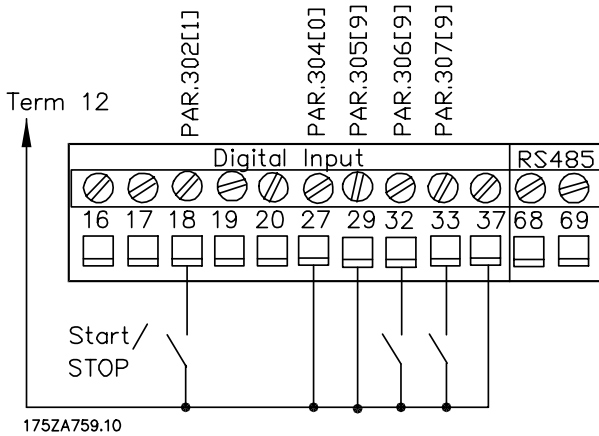 PAR.302[1]
PAR.304[0]
PAR.305[9]
PAR.306[9]
PAR.307[9]
Term 12
Digital Input
RS485
16 17 18 19 20 27 29 32 33 37 68 69
Start/
STOP
175ZA759.10